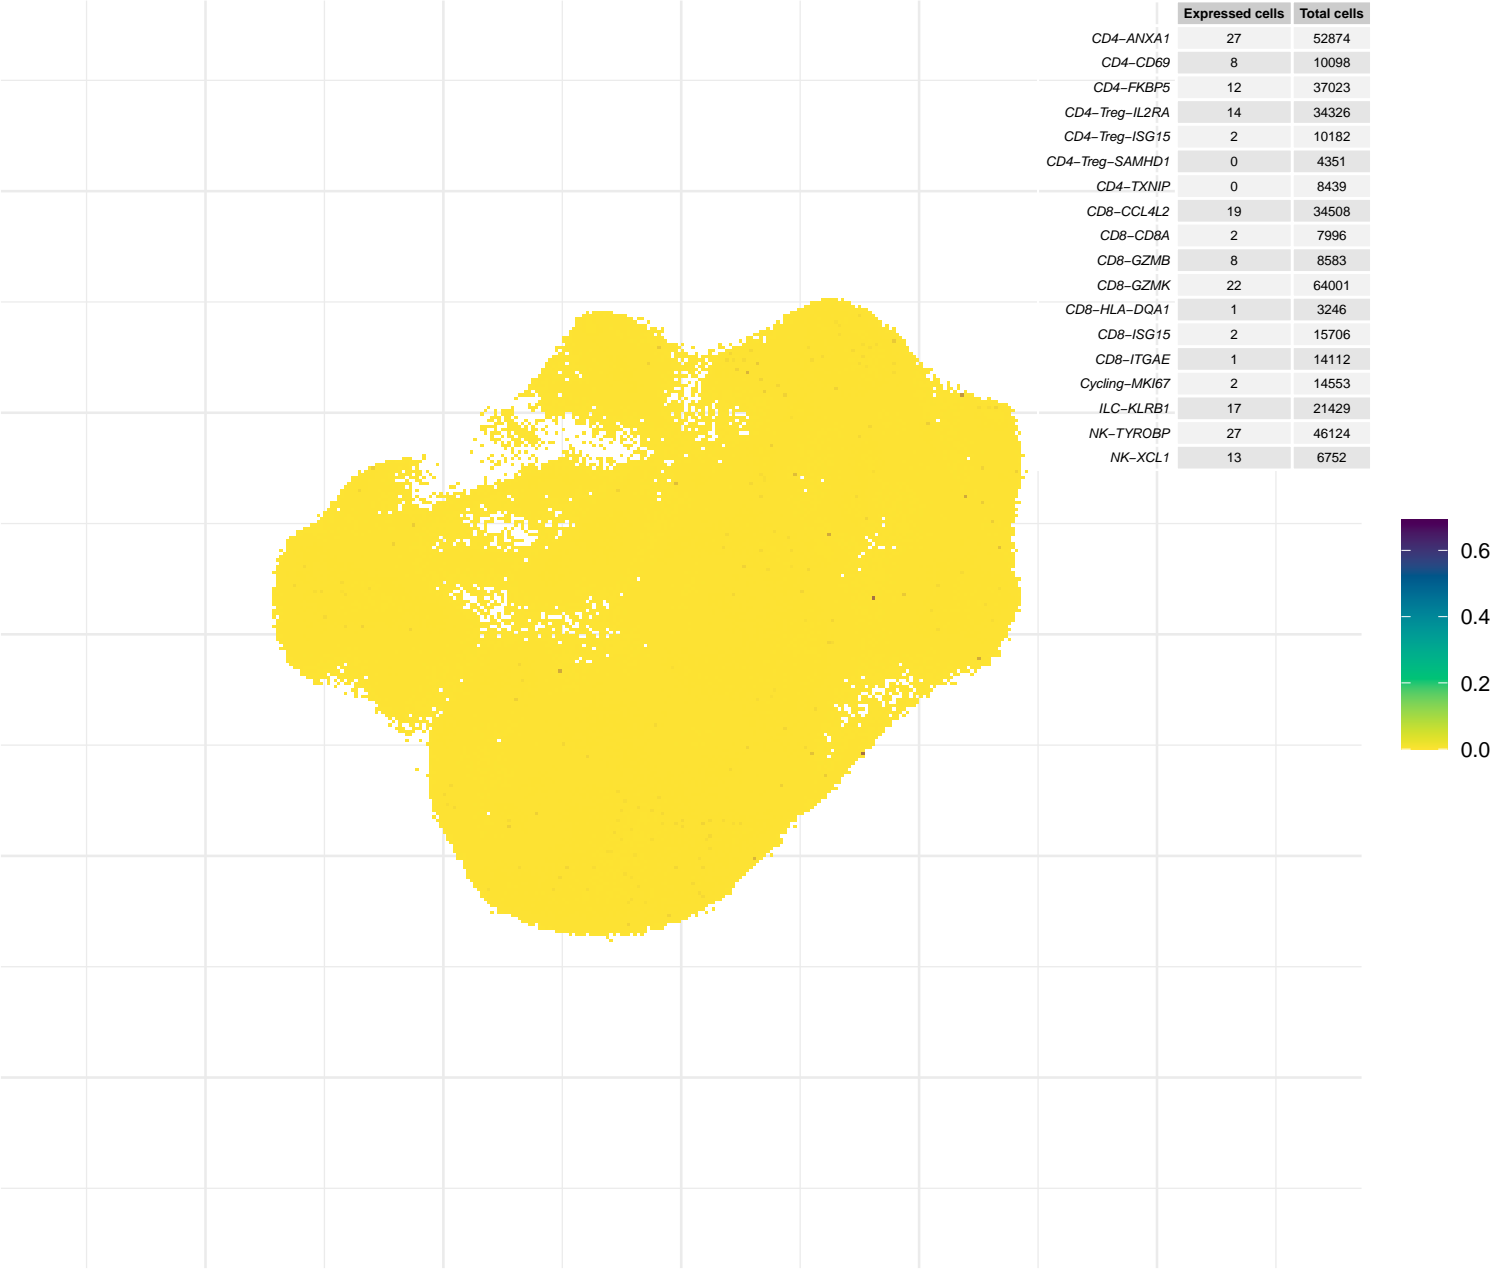 Expressed cells Total cells
CD4−ANXA1 27 52874
CD4−CD69 8 10098
CD4−FKBP5 12 37023
CD4−Treg−IL2RA 14 34326
CD4−Treg−ISG15 2 10182
CD4−Treg−SAMHD1 0 4351
CD4−TXNIP 0 8439
CD8−CCL4L2 19 34508
CD8−CD8A 2 7996
CD8−GZMB 8 8583
CD8−GZMK 22 64001
CD8−HLA−DQA1 1 3246
CD8−ISG15 2 15706
CD8−ITGAE 1 14112
Cycling−MKI67 2 14553
ILC−KLRB1 17 21429
NK−TYROBP 27 46124
NK−XCL1 13 6752
0.6
0.4
0.2
0.0